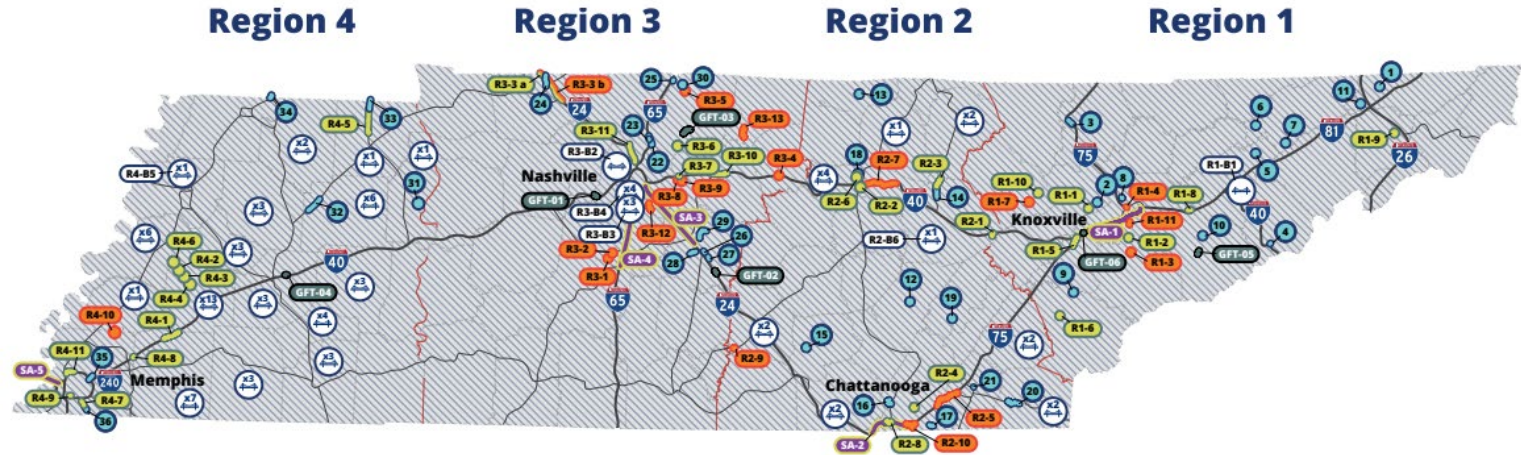 Region 4 Region 3 Region 2 Region 1
1
25 30
R3-3 a R3-3 b
6 11
24 24 65 R3-5 13
34 33 GFT-03 3
R4-5 23 R3-13 7 81
R3-11 x1 x2 R1-9
x2 22 R3-6 75 26
R3-B2 R3-10 18 R2-7 R2-3
R4-B5 x1 x1 x1 R3-7 R3-4 5 R1-B1
Nashville x4 R1-10 R1-1 2 8 R1-4 R1-8
31 GFT-01 x4 R3-8 R3-9 R2-6 R2-2 40 14 R1-7
x3 32 x6 R3-B4 x3 SA-3 29 R2-1 Knoxville SA-1 R1-11 40
x6 R4-6 R3-B3 R3-12 26 R2-B6 x1 R1-5 R1-2 10 4
R4-2 x3 R3-2 SA-4 28 27 GFT-06 R1-3 GFT-05
40 R3-1 GFT-02 9
R4-3 12
R4-4 x1 x13 x3 GFT-04 x3 65 24 19
R4-10 R4-1 x4 x2 R1-6
15 75 x2
R4-11 35 R4-8 x3 R2-9
SA-5 240 Memphis x3 Chattanooga R2-4 21 20
R4-9 R4-7 x7 x2 16 x2
36 17 R2-5
SA-2 R2-8 R2-10